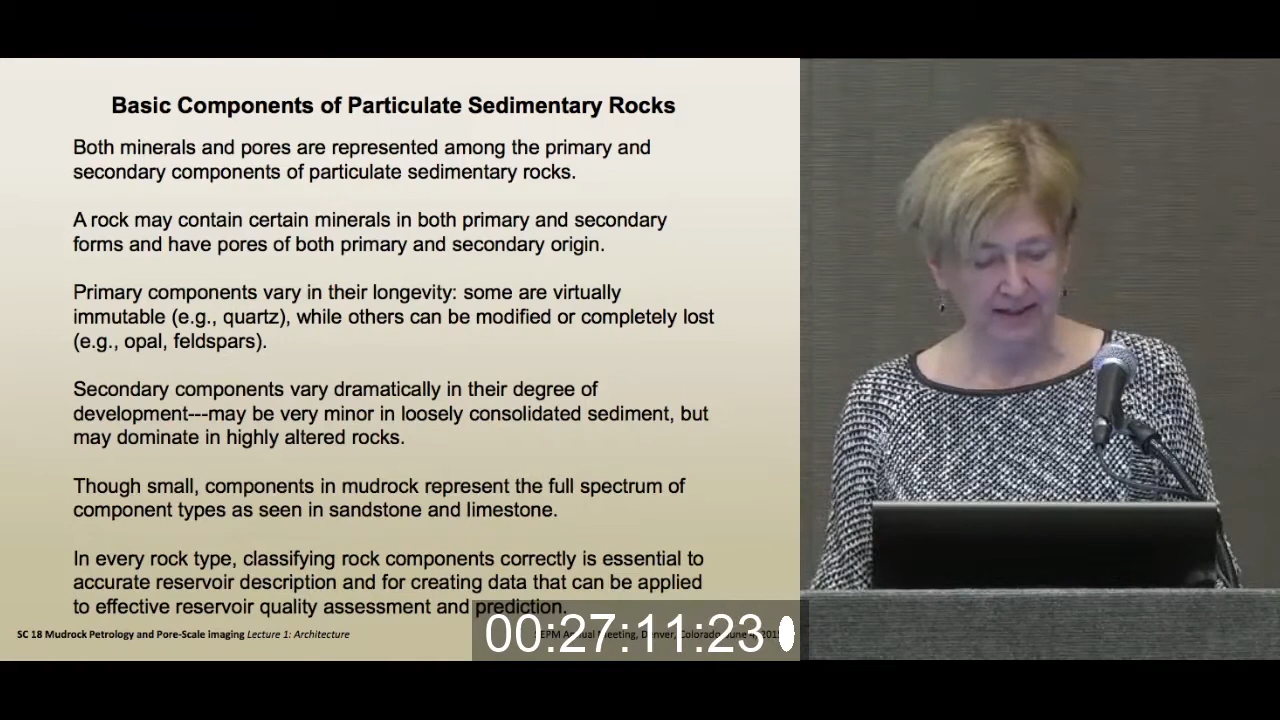 Basic Components of Particulate Sedimentary Rocks
Both minerals and pores are represented among the primary and
secondary components of particulate sedimentary rocks.
A rock may contain certain minerals in both primary and secondary
forms and have pores of both primary and secondary origin.
Primary components vary in their longevity: some are virtually
immutable (e.g., quartz), while others can be modified or completely lost
(e.g., opal, feldspars).
Secondary components vary dramatically in their degree of
development---may be very minor in loosely consolidated sediment, but
may dominate in highly altered rocks.
Though small, components in mudrock represent the full spectrum of
component types as seen in sandstone and limestone.
In every rock type, classifying rock components correctly is essential to
accurate reservoir description and for creating data that can be applied
to effective reservoir quality assessment and prediction.
SC 18 Mudrock Petrology and Pore-Scale imaging Lecture 1: Architecture
Annual Meeting, Denver, Colorado June
00:27:11:23